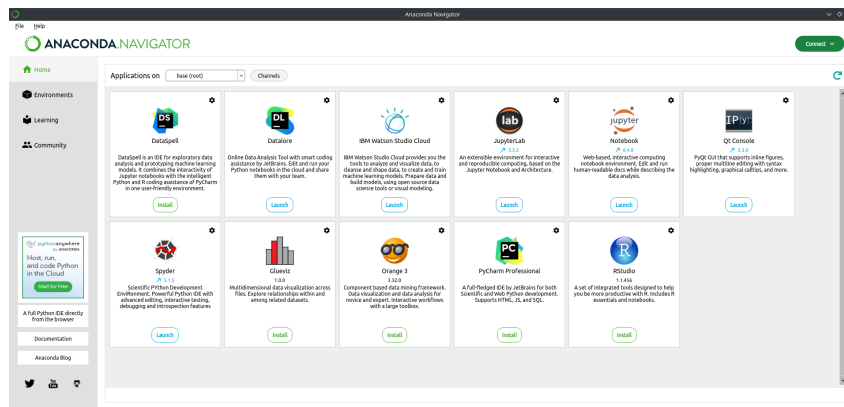 Anaconda Navigator
File Help
ANACONDA.NAVIGATOR
Connect
Home
Environments
Learning
Community
Applications on base (root) Channels
DS
DataSpell
DataSpell is an IDE for exploratory data
analysis and prototyping machine learning
models. It combines the interactivity of
Jupyter notebooks with the intelligent
Python and R coding assistance of PyCharm
in one user-friendly environment.
Install
DL
Datalore
Online Data Analysis Tool with smart coding
assistance by JetBrains. Edit and run your
Python notebooks in the cloud and share
them with your team.
Launch
IBM Watson Studio Cloud
IBM Watson Studio Cloud provides you the
tools to analyze and visualize data, to
cleanse and shape data, to create and train
machine learning models. Prepare data and
build models, using open source data
science tools or visual modeling.
Launch
lab
JupyterLab
3.3.2
An extensible environment for interactive
and reproducible computing, based on the
Jupyter Notebook and Architecture.
Launch
jupyter
Notebook
6.4.8
Web-based, interactive computing
notebook environment. Edit and run
human-readable docs while describing the
data analysis.
Launch
IP[y]:
Qt Console
5.3.0
PyQt GUI that supports inline figures,
proper multiline editing with syntax
highlighting, graphical calltips, and more.
Launch
Spyder
5.1.5
Scientific PYthon Development
EnviRonment. Powerful Python IDE with
advanced editing, interactive testing,
debugging and introspection features
Launch
Glueviz
1.0.0
Multidimensional data visualization across
files. Explore relationships within and
among related datasets.
Install
Orange 3
3.32.0
Component based data mining framework.
Data visualization and data analysis for
novice and expert. Interactive workflows
with a large toolbox.
Install
PC
PyCharm Professional
A full-fledged IDE by JetBrains for both
Scientific and Web Python development.
Supports HTML, JS, and SQL.
Install
R
RStudio
1.1.456
A set of integrated tools designed to help
you be more productive with R. Includes R
essentials and notebooks.
Install
pythonanywhere
by ANACONDA
Host, run,
and code Python
in the Cloud
Start for Free
A full Python IDE directly
from the browser
Documentation
Anaconda Blog
You
Tube